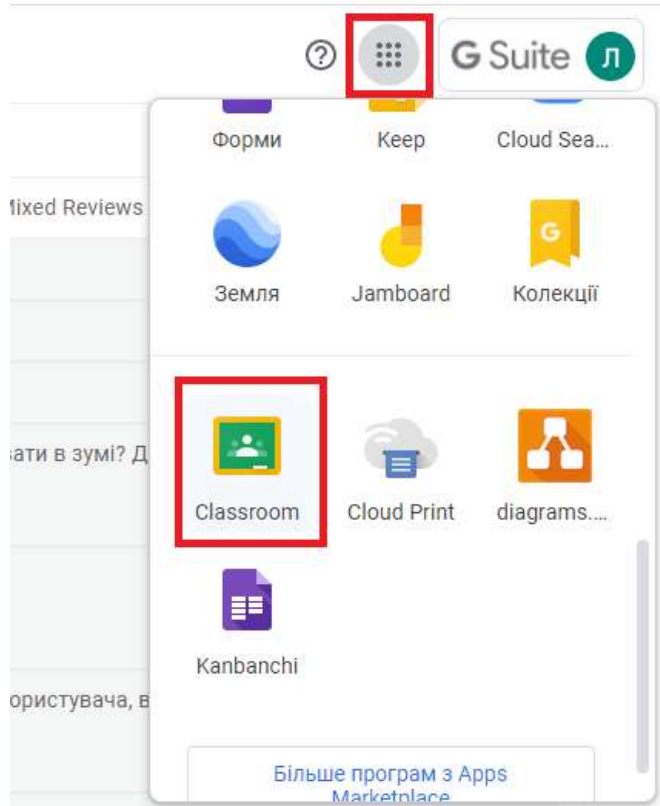 G Suite Л
Форми Keep Cloud Sea...
Mixed Reviews
Земля Jamboard Колекції
G
вати в зумі? Д
Classroom Cloud Print diagrams....
Kanbanchi
ористувача, в
Більше програм з Apps
Marketplace